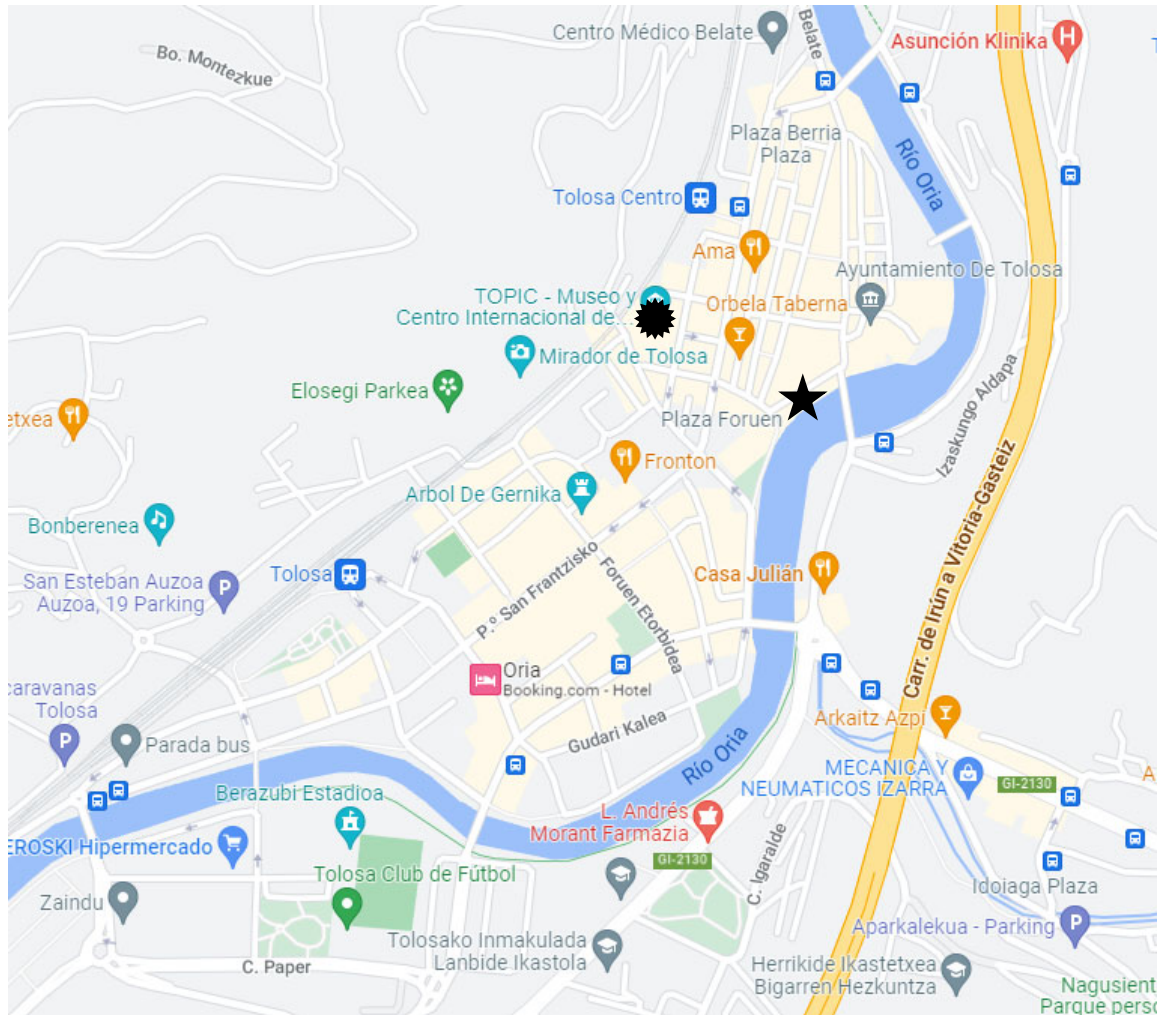 Centro Médico Belate
Belate
Asunción Klinika
H
Bo. Montezkue
Plaza Berria
Plaza
Río Oria
Tolosa Centro
Ama
Ayuntamiento De Tolosa
TOPIC - Museo y
Centro Internacional de...
Orbela Taberna
Mirador de Tolosa
Elosegi Parkea
Izaskungo Aldapa
etxea
Plaza Foruen
Fronton
Arbol De Gernika
Carr. de Irún a Vitoria-Gasteiz
Bonberenea
San Esteban Auzoa
Auzoa, 19 Parking
P
Tolosa
Casa Julián
P.º San Frantzisko
Foruen Etorbidea
Oria
Booking.com - Hotel
caravanas
Tolosa
P
Parada bus
Gudari Kalea
Río Oria
Arkaitz Azpi
MECANICA Y
NEUMATICOS IZARRA
GI-2130
A
Berazubi Estadioa
L. Andrés
Morant Farmazia
EROSKI Hipermercado
GI-2130
C. Igaralde
Tolosa Club de Fútbol
Idoiaga Plaza
Zaindu
Aparkalekua - Parking
P
Tolosako Inmakulada
Lanbide Ikastola
C. Paper
Herrikide Ikastetxea
Bigarren Hezkuntza
Nagusient
Parque perso